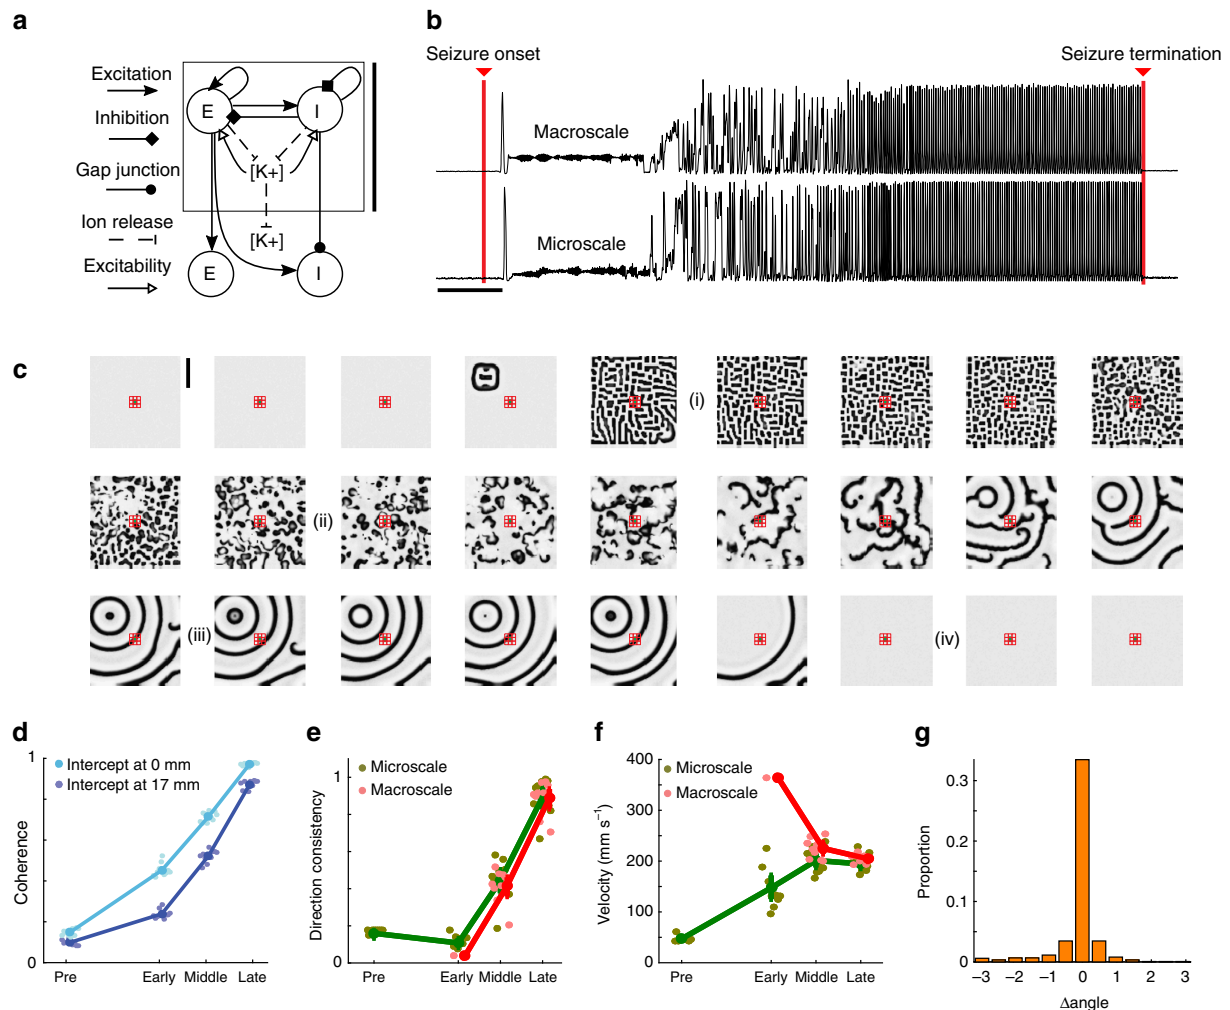 a
Excitation
Inhibition
Gap junction
Ion release
Excitability
E
I
[K+]
[K+]
E
I
b
Seizure onset
Seizure termination
Macroscale
Microscale
c
(i)
(ii)
(iii)
(iv)
d
Intercept at 0 mm
Intercept at 17 mm
Coherence
1
0
Pre
Early
Middle
Late
e
Microscale
Macroscale
Direction consistency
1
0
Pre
Early
Middle
Late
f
Microscale
Macroscale
Velocity (mm s⁻¹)
400
300
200
150
100
50
0
Pre
Early
Middle
Late
g
Proportion
0.3
0.2
0.1
0
−3
−2
−1
0
1
2
3
Δangle